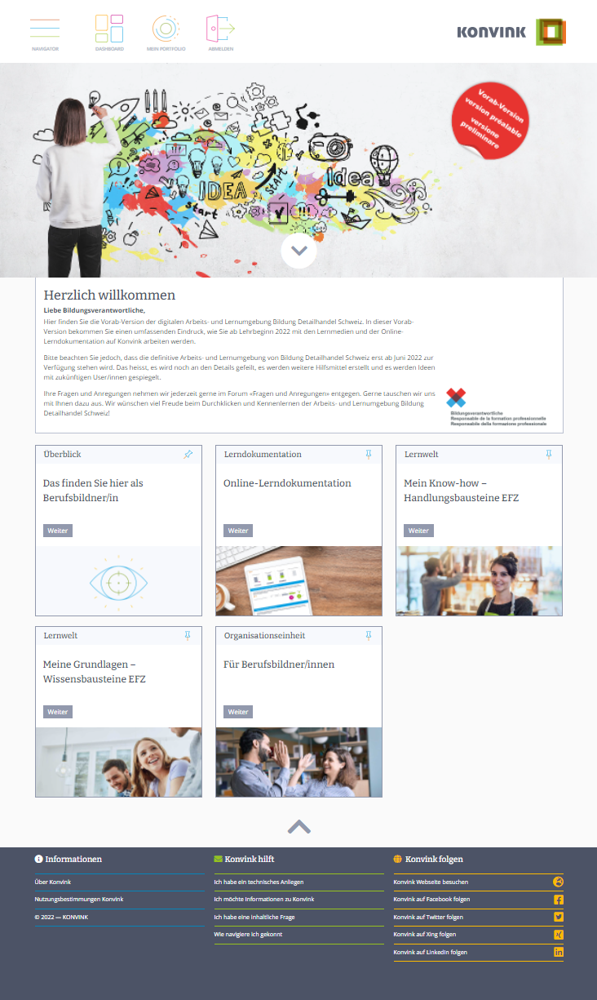 NAVIGATOR
DASHBOARD
MEIN PORTFOLIO
ABMELDEN
KONVINK
Vorab-Version
version préalable
versione
preliminare
IDEA
start
START
Idea
!!!
Herzlich willkommen
Liebe Bildungsverantwortliche,
Hier finden Sie die Vorab-Version der digitalen Arbeits- und Lernumgebung Bildung Detailhandel Schweiz. In dieser Vorab-
Version bekommen Sie einen umfassenden Eindruck, wie Sie ab Lehrbeginn 2022 mit den Lernmedien und der Online-
Lerndokumentation auf Konvink arbeiten werden.
Bitte beachten Sie jedoch, dass die definitive Arbeits- und Lernumgebung von Bildung Detailhandel Schweiz erst ab Juni 2022 zur
Verfügung stehen wird. Das heisst, es wird noch an den Details gefeilt, es werden weitere Hilfsmittel erstellt und es werden Ideen
mit zukünftigen User/innen gespiegelt.
Ihre Fragen und Anregungen nehmen wir jederzeit gerne im Forum «Fragen und Anregungen» entgegen. Gerne tauschen wir uns
mit Ihnen dazu aus. Wir wünschen viel Freude beim Durchklicken und Kennenlernen der Arbeits- und Lernumgebung Bildung
Detailhandel Schweiz!
Bildungsverantwortliche
Responsable de la formation professionnelle
Responsabile della formazione professionale
Überblick
Das finden Sie hier als
Berufsbildner/in
Weiter
Lerndokumentation
Online-Lerndokumentation
Weiter
Lernwelt
Mein Know-how –
Handlungsbausteine EFZ
Weiter
Lernwelt
Meine Grundlagen –
Wissensbausteine EFZ
Weiter
Organisationseinheit
Für Berufsbildner/innen
Weiter
Informationen
Über Konvink
Nutzungsbestimmungen Konvink
© 2022 — KONVINK
Konvink hilft
Ich habe ein technisches Anliegen
Ich möchte Informationen zu Konvink
Ich habe eine inhaltliche Frage
Wie navigiere ich gekonnt
Konvink folgen
Konvink Webseite besuchen
Konvink auf Facebook folgen
Konvink auf Twitter folgen
Konvink auf Xing folgen
Konvink auf LinkedIn folgen